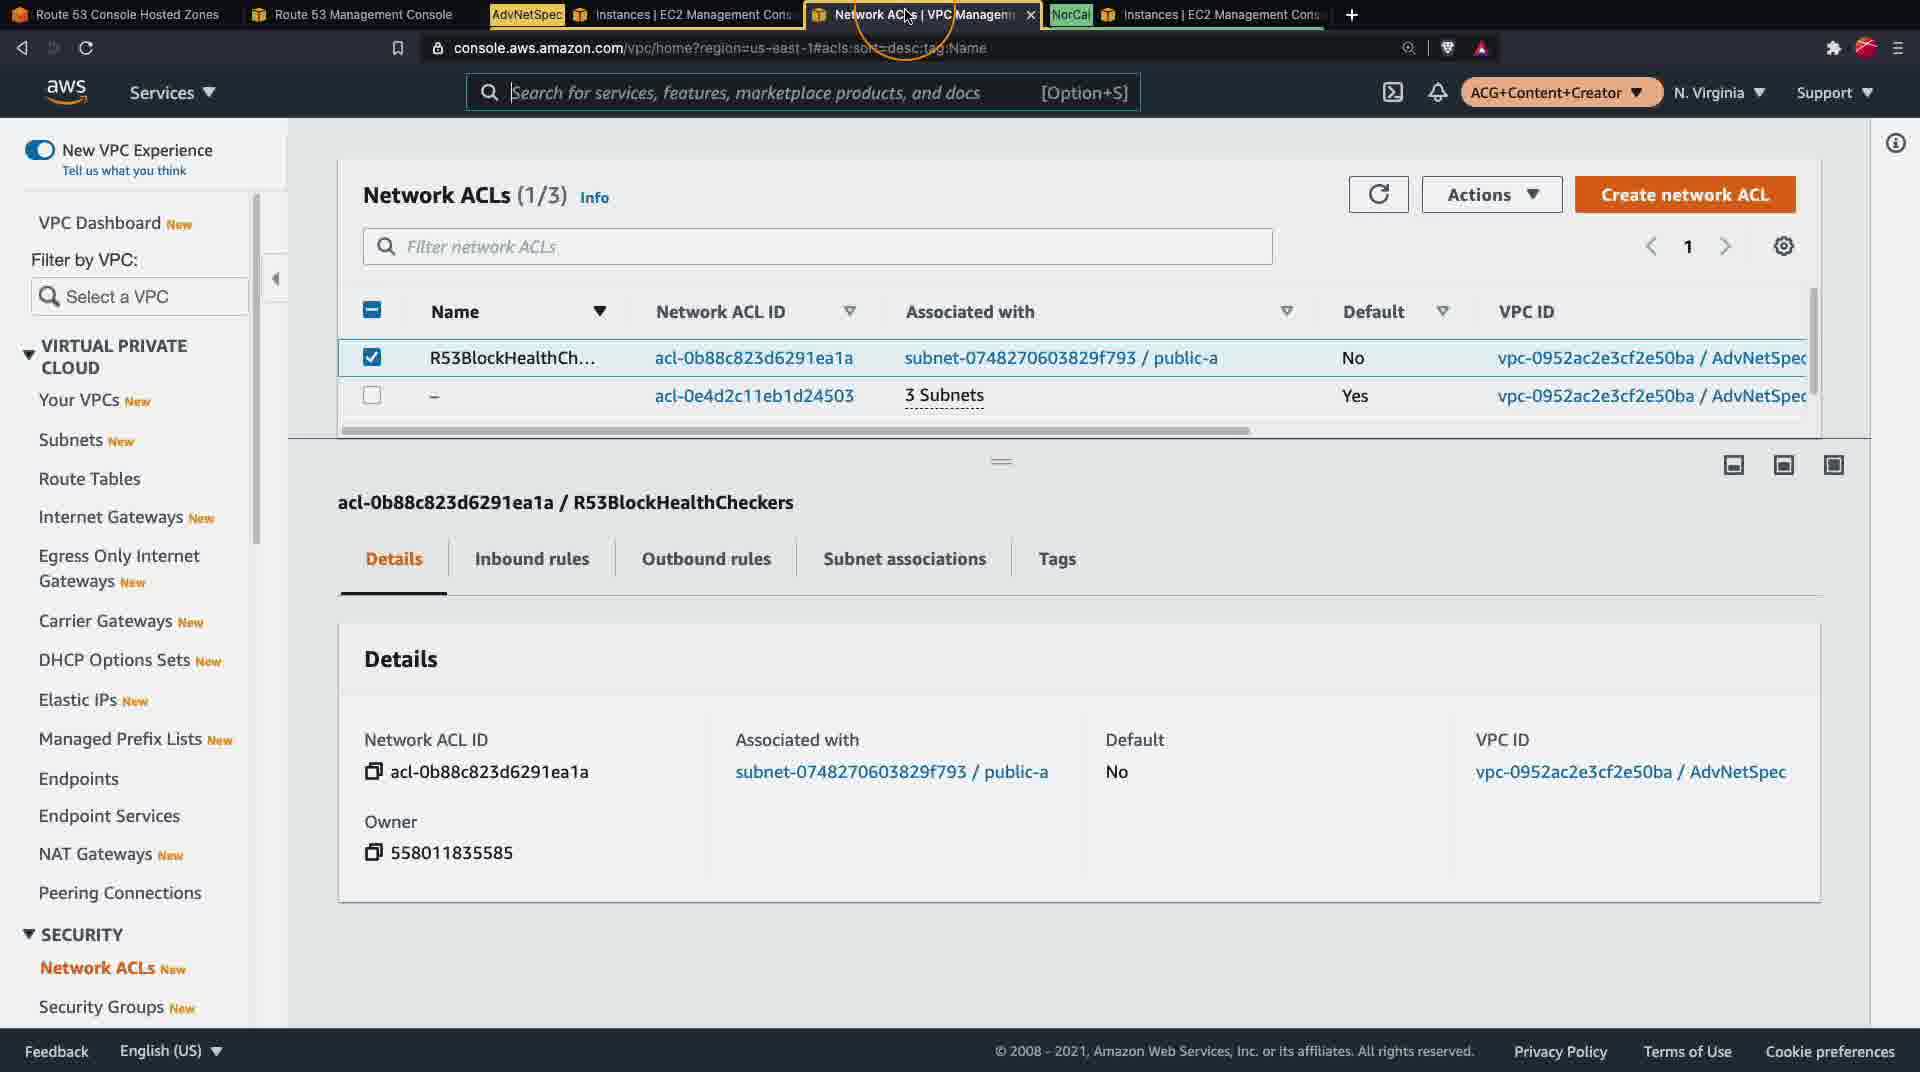 Route 53 Console Hosted Zones
Route 53 Management Console
AdvNetSpec
Instances | EC2 Management Cons
Network ACLs | VPC Managem
NorCal
Instances | EC2 Management Cons
console.aws.amazon.com/vpc/home?region=us-east-1#acls:sort=desc:tag:Name
aws
Services
Search for services, features, marketplace products, and docs
[Option+S]
ACG+Content+Creator
N. Virginia
Support
New VPC Experience
Tell us what you think
VPC Dashboard New
Filter by VPC:
Select a VPC
VIRTUAL PRIVATE
CLOUD
Your VPCs New
Subnets New
Route Tables
Internet Gateways New
Egress Only Internet
Gateways New
Carrier Gateways New
DHCP Options Sets New
Elastic IPs New
Managed Prefix Lists New
Endpoints
Endpoint Services
NAT Gateways New
Peering Connections
SECURITY
Network ACLs New
Security Groups New
Network ACLs (1/3) Info
Actions
Create network ACL
Filter network ACLs
1
Name
Network ACL ID
Associated with
Default
VPC ID
R53BlockHealthCh...
acl-0b88c823d6291ea1a
subnet-0748270603829f793 / public-a
No
vpc-0952ac2e3cf2e50ba / AdvNetSpec
–
acl-0e4d2c11eb1d24503
3 Subnets
Yes
vpc-0952ac2e3cf2e50ba / AdvNetSpec
acl-0b88c823d6291ea1a / R53BlockHealthCheckers
Details
Inbound rules
Outbound rules
Subnet associations
Tags
Details
Network ACL ID
acl-0b88c823d6291ea1a
Associated with
subnet-0748270603829f793 / public-a
Default
No
VPC ID
vpc-0952ac2e3cf2e50ba / AdvNetSpec
Owner
558011835585
Feedback
English (US)
© 2008 - 2021, Amazon Web Services, Inc. or its affiliates. All rights reserved.
Privacy Policy
Terms of Use
Cookie preferences